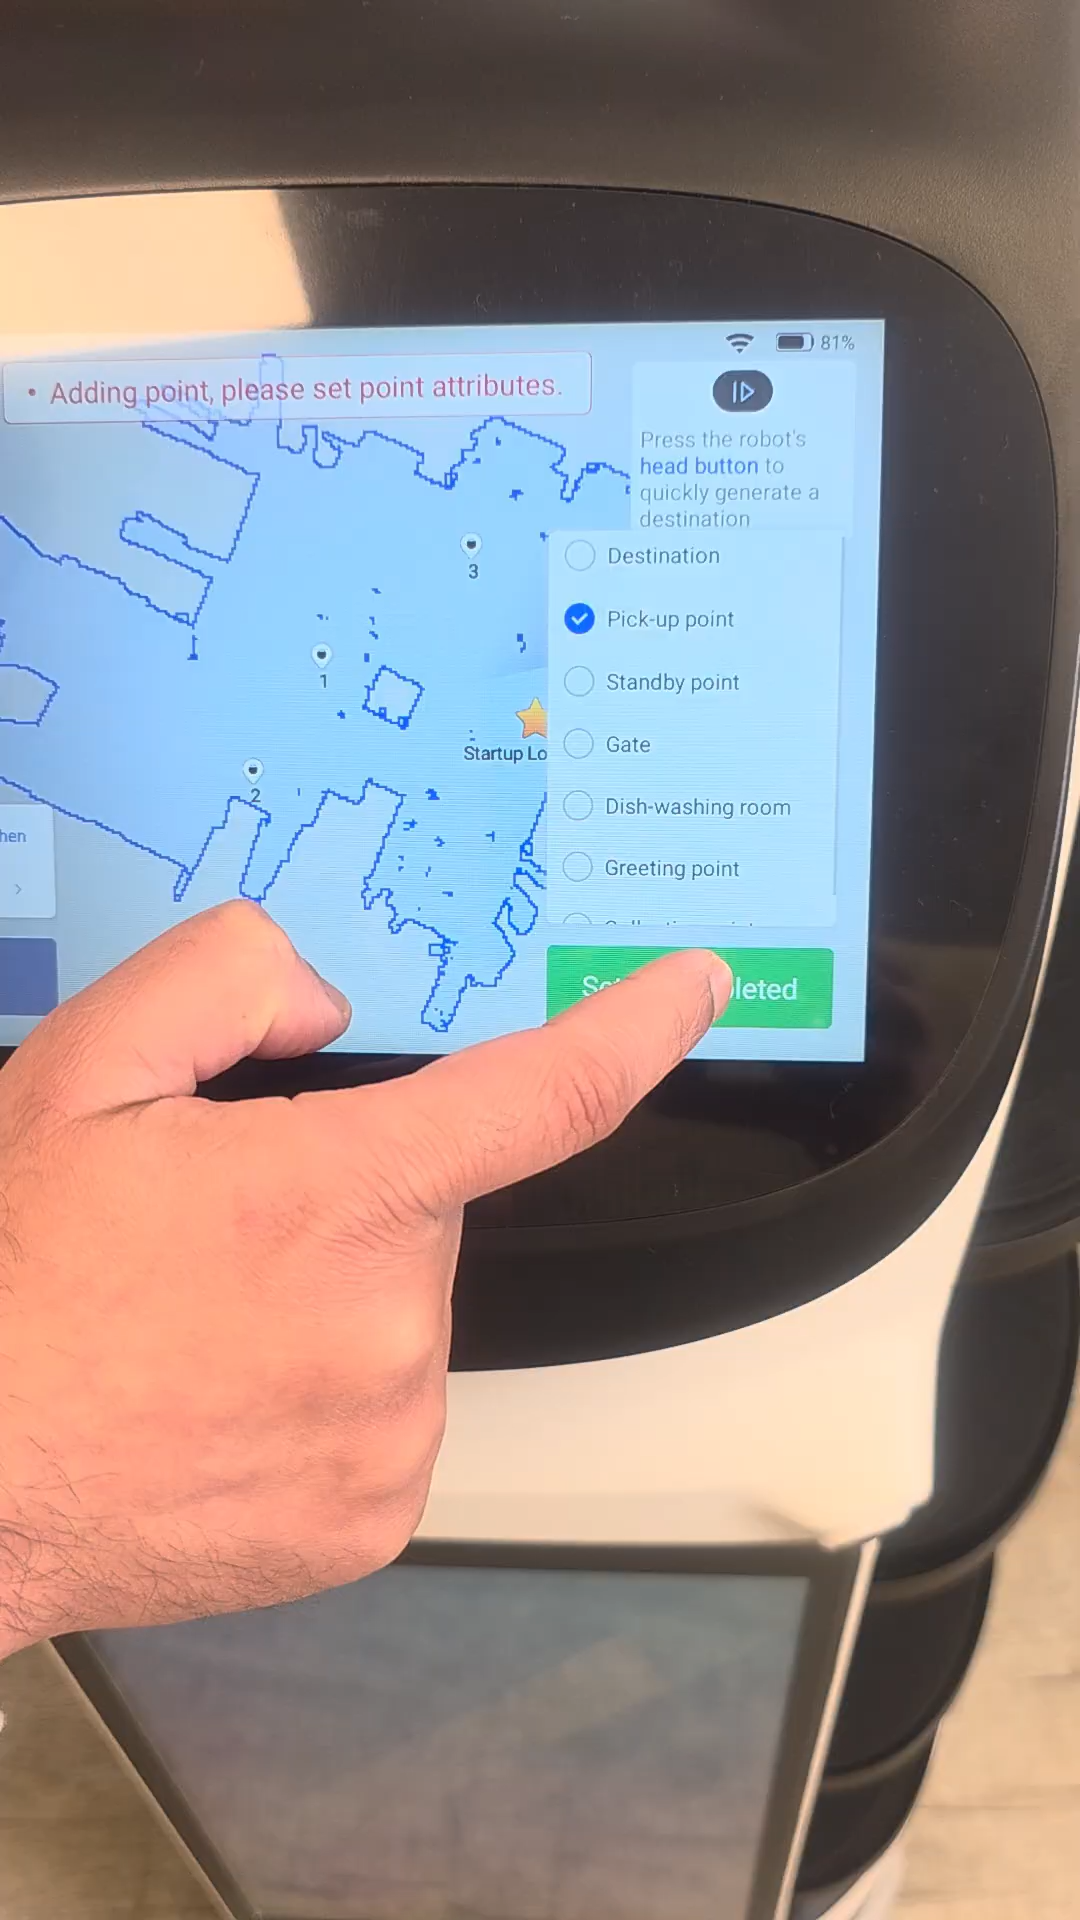 81%
• Adding point, please set point attributes.
Press the robot's
head button to
quickly generate a
destination
Destination
Pick-up point
Standby point
Gate
Dish-washing room
Greeting point
3
1
2
Startup Lo
hen
>
leted